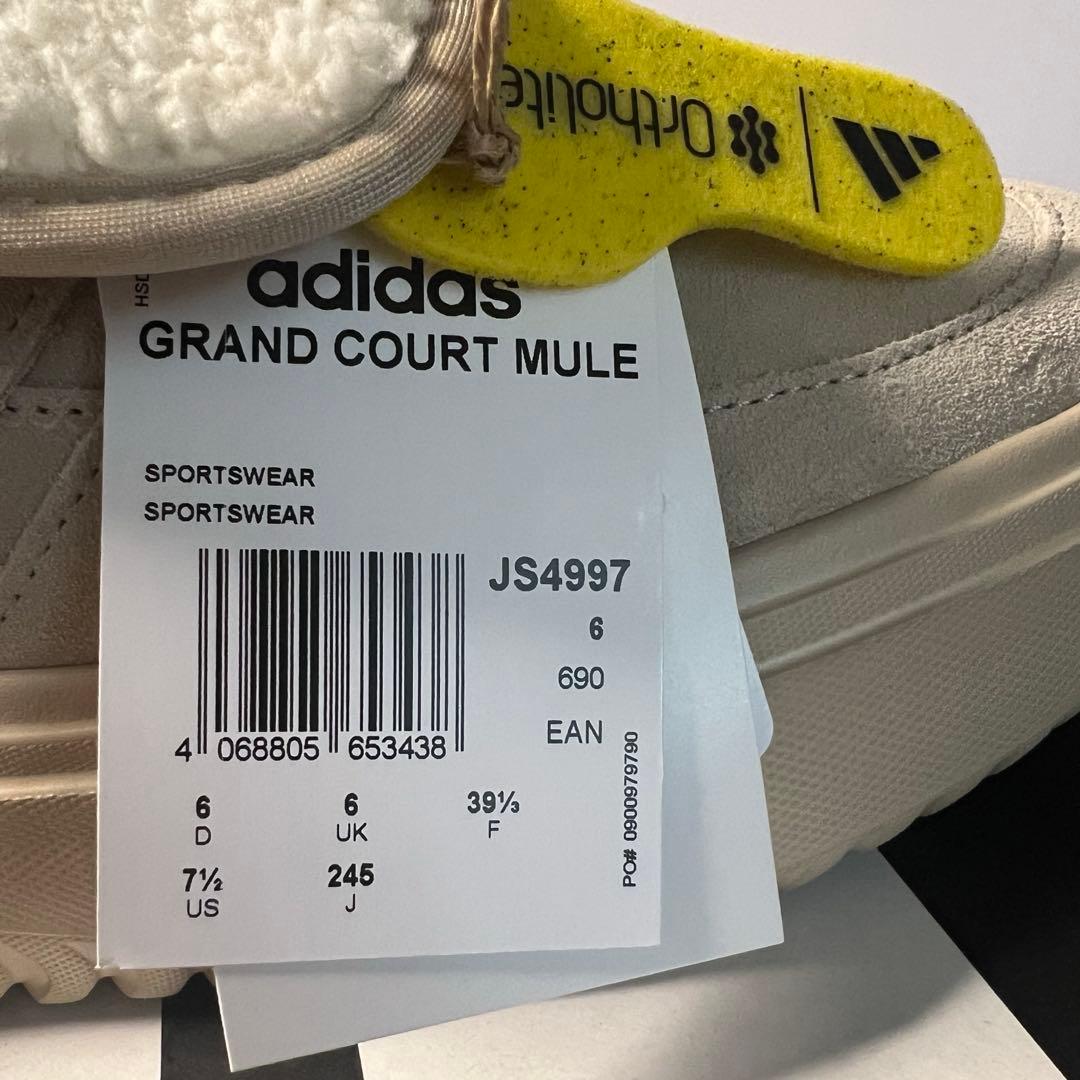 Ortholite
HSD
adidas
GRAND COURT MULE
SPORTSWEAR
SPORTSWEAR
JS4997
6
690
EAN
4 068805 653438
PO# 0900979790
6 6 39⅓
D UK F
7½ 245
US J